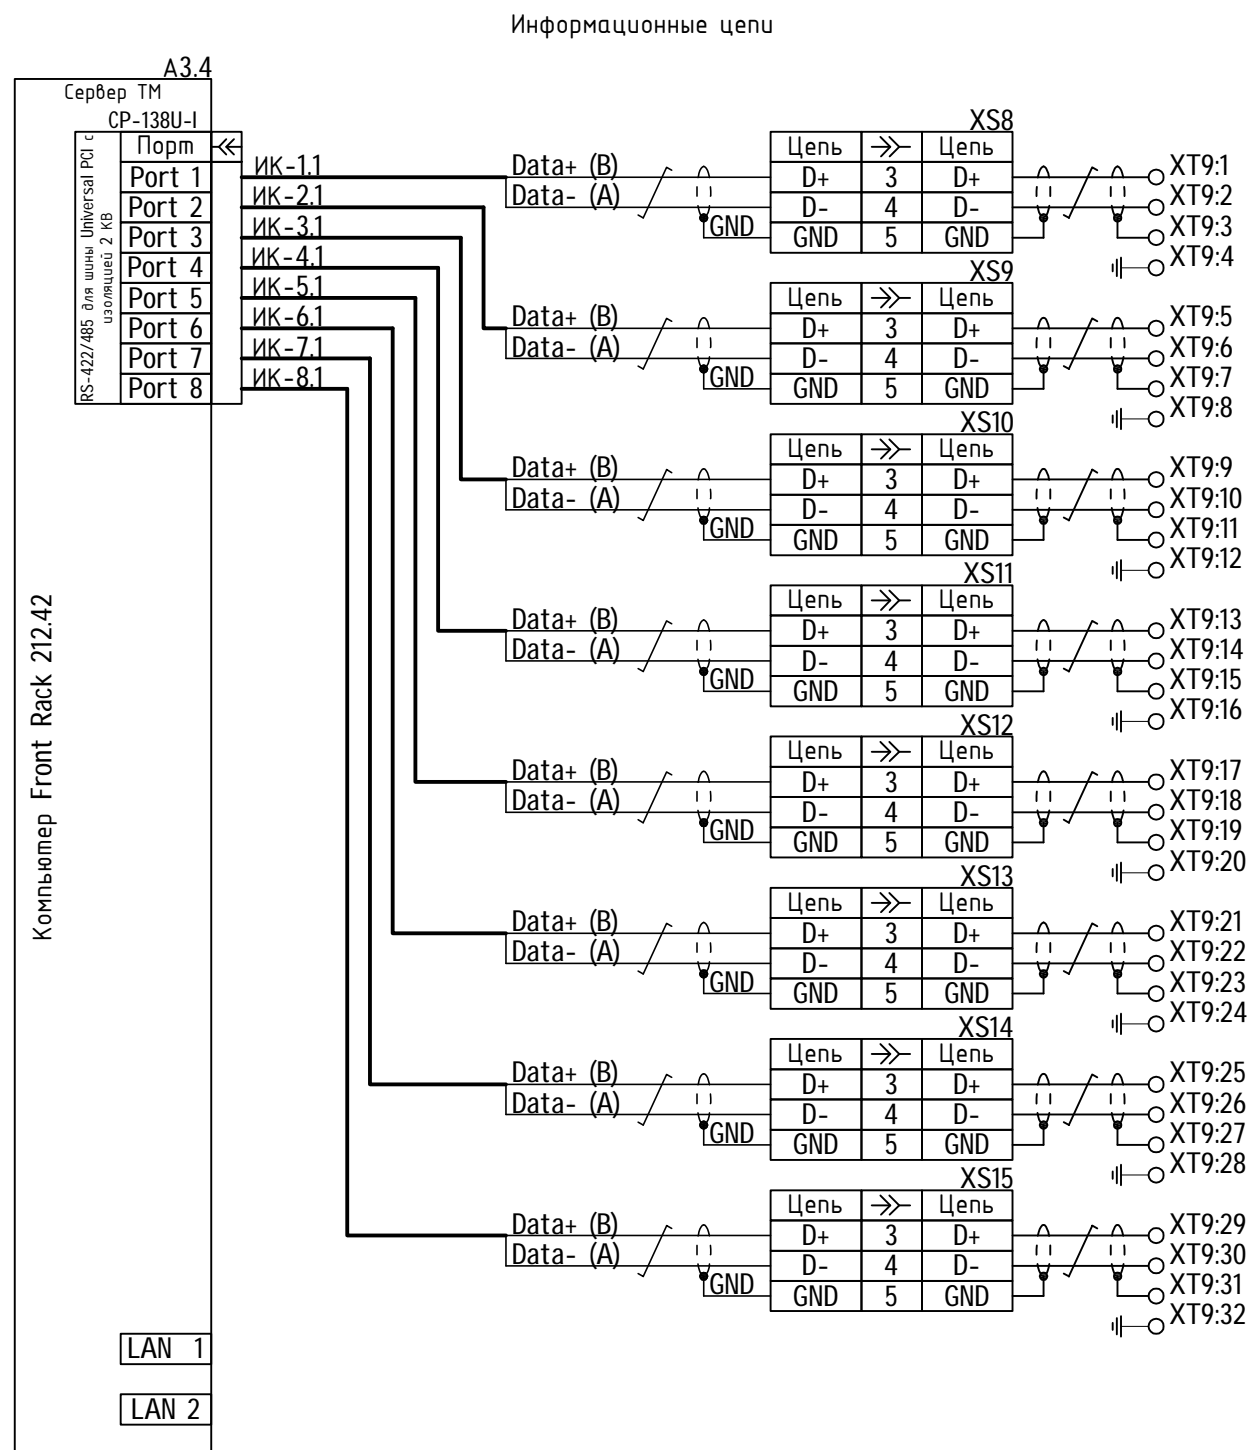 Информационные цепи
А3.4
Сервер ТМ
CP-138U-I
RS-422/485 для шины Universal PCI с
изоляцией 2 КВ
Порт
Port 1
Port 2
Port 3
Port 4
Port 5
Port 6
Port 7
Port 8
ИК-1.1
ИК-2.1
ИК-3.1
ИК-4.1
ИК-5.1
ИК-6.1
ИК-7.1
ИК-8.1
Компьютер Front Rack 212.42
LAN 1
LAN 2
XS8
Цепь Цепь
Data+ (B) D+ 3 D+ XT9:1
Data- (A) D- 4 D- XT9:2
GND GND 5 GND XT9:3
XT9:4
XS9
Цепь Цепь
Data+ (B) D+ 3 D+ XT9:5
Data- (A) D- 4 D- XT9:6
GND GND 5 GND XT9:7
XT9:8
XS10
Цепь Цепь
Data+ (B) D+ 3 D+ XT9:9
Data- (A) D- 4 D- XT9:10
GND GND 5 GND XT9:11
XT9:12
XS11
Цепь Цепь
Data+ (B) D+ 3 D+ XT9:13
Data- (A) D- 4 D- XT9:14
GND GND 5 GND XT9:15
XT9:16
XS12
Цепь Цепь
Data+ (B) D+ 3 D+ XT9:17
Data- (A) D- 4 D- XT9:18
GND GND 5 GND XT9:19
XT9:20
XS13
Цепь Цепь
Data+ (B) D+ 3 D+ XT9:21
Data- (A) D- 4 D- XT9:22
GND GND 5 GND XT9:23
XT9:24
XS14
Цепь Цепь
Data+ (B) D+ 3 D+ XT9:25
Data- (A) D- 4 D- XT9:26
GND GND 5 GND XT9:27
XT9:28
XS15
Цепь Цепь
Data+ (B) D+ 3 D+ XT9:29
Data- (A) D- 4 D- XT9:30
GND GND 5 GND XT9:31
XT9:32